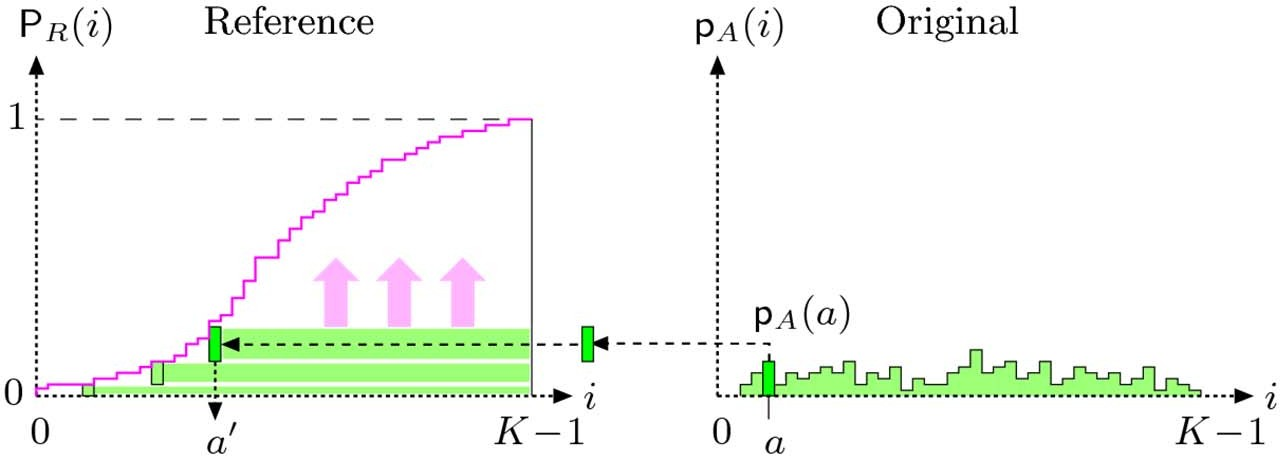 P_R(i) Reference
1
0
0 a′ K−1 i
p_A(i) Original
p_A(a)
0 a K−1 i